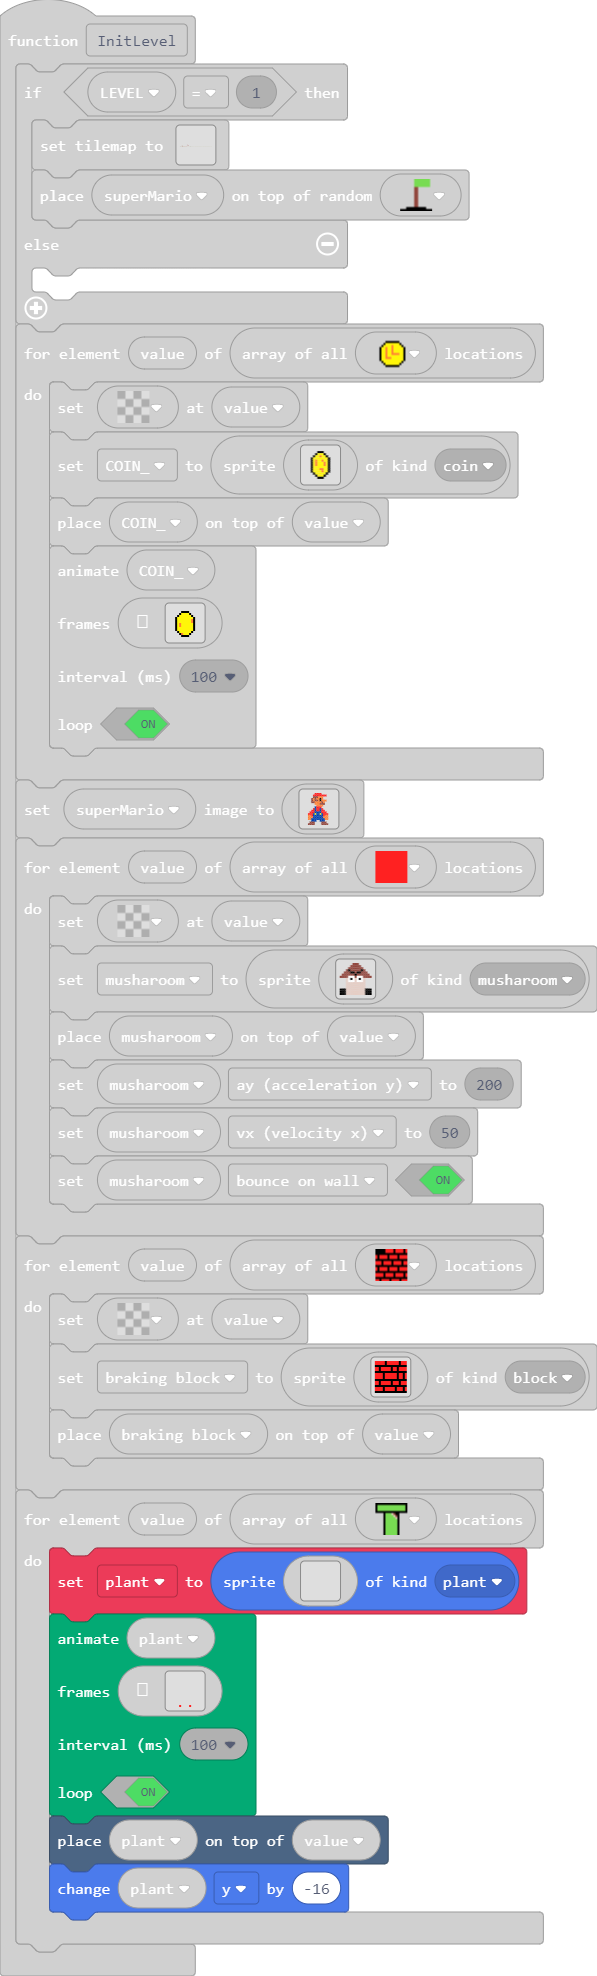 function InitLevel
if LEVEL = 1 then
set tilemap to
place superMario on top of random
else
for element value of array of all locations
do
set at value
set COIN_ to sprite of kind coin
place COIN_ on top of value
animate COIN_
frames
interval (ms) 100
loop ON
set superMario image to
for element value of array of all locations
do
set at value
set musharoom to sprite of kind musharoom
place musharoom on top of value
set musharoom ay (acceleration y) to 200
set musharoom vx (velocity x) to 50
set musharoom bounce on wall ON
for element value of array of all locations
do
set at value
set braking block to sprite of kind block
place braking block on top of value
for element value of array of all locations
do
set plant to sprite of kind plant
animate plant
frames
interval (ms) 100
loop ON
place plant on top of value
change plant y by -16